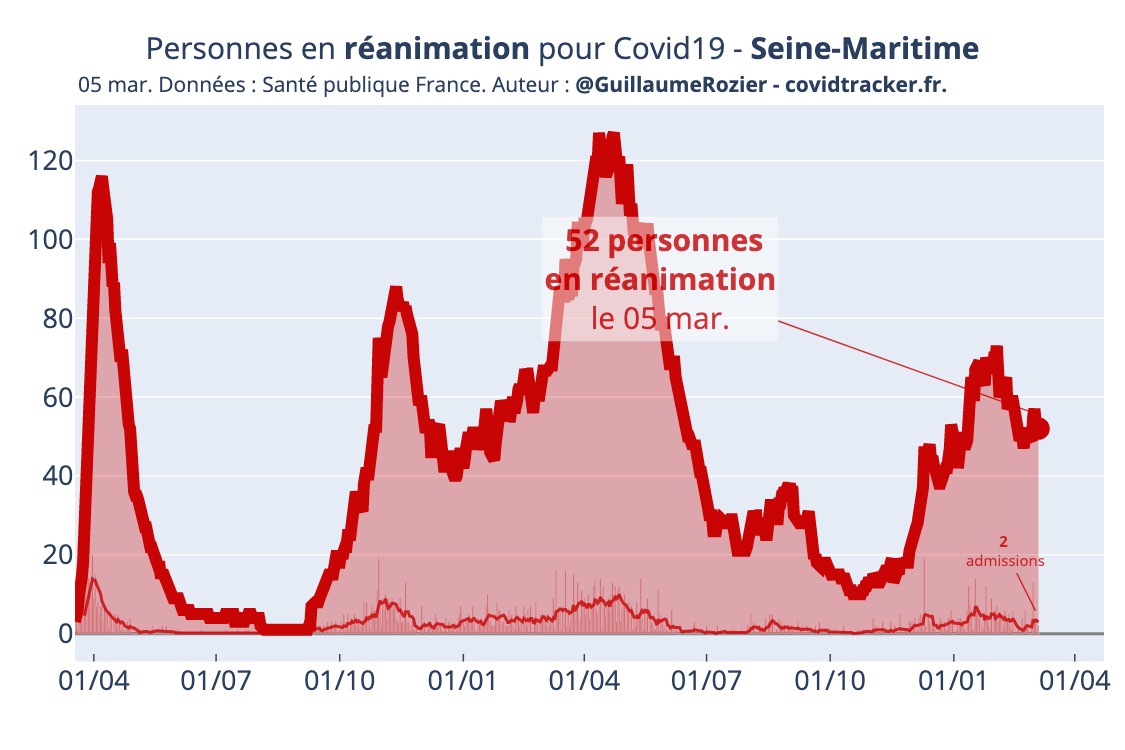 Personnes en réanimation pour Covid19 - Seine-Maritime
05 mar. Données : Santé publique France. Auteur : @GuillaumeRozier - covidtracker.fr.
120
100
80
60
40
20
0
52 personnes
en réanimation
le 05 mar.
2
admissions
01/04
01/07
01/10
01/01
01/04
01/07
01/10
01/01
01/04